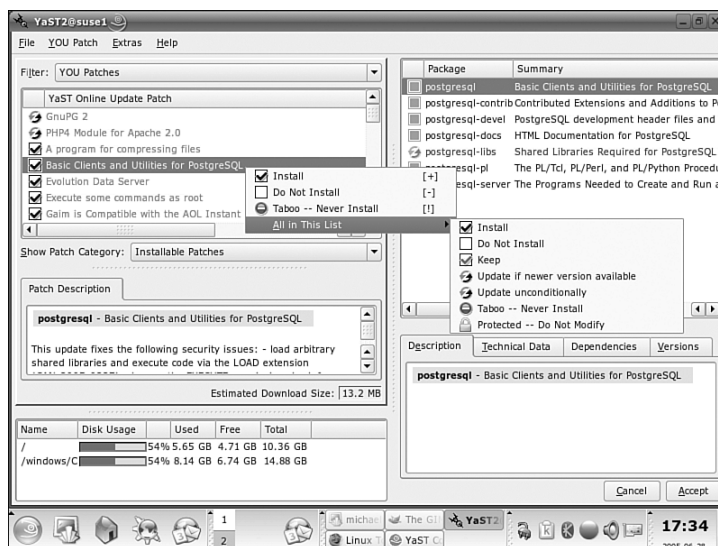 YaST2@suse1
File YOU Patch Extras Help
Filter: YOU Patches
YaST Online Update Patch
GnuPG 2
PHP4 Module for Apache 2.0
A program for compressing files
Basic Clients and Utilities for PostgreSQL
Evolution Data Server
Execute some commands as root
Gaim is Compatible with the AOL Instant
Install [+]
Do Not Install [-]
Taboo -- Never Install [!]
All in This List
Install
Do Not Install
Keep
Update if newer version available
Update unconditionally
Taboo -- Never Install
Protected -- Do Not Modify
Show Patch Category: Installable Patches
Patch Description
postgresql - Basic Clients and Utilities for PostgreSQL
This update fixes the following security issues: - load arbitrary
shared libraries and execute code via the LOAD extension
Estimated Download Size: 13.2 MB
Name Disk Usage Used Free Total
/ 54% 5.65 GB 4.71 GB 10.36 GB
/windows/C 54% 8.14 GB 6.74 GB 14.88 GB
Package Summary
postgresql Basic Clients and Utilities for PostgreSQL
postgresql-contrib Contributed Extensions and Additions to
postgresql-devel PostgreSQL development header files and
postgresql-docs HTML Documentation for PostgreSQL
postgresql-libs Shared Libraries Required for PostgreSQL
The PL/Tcl, PL/Perl, and PL/Python
The Programs Needed to Create and Run
Description Technical Data Dependencies Versions
postgresql - Basic Clients and Utilities for PostgreSQL
Cancel Accept
1
2
The
YaST2
Linux
YaST
17:34